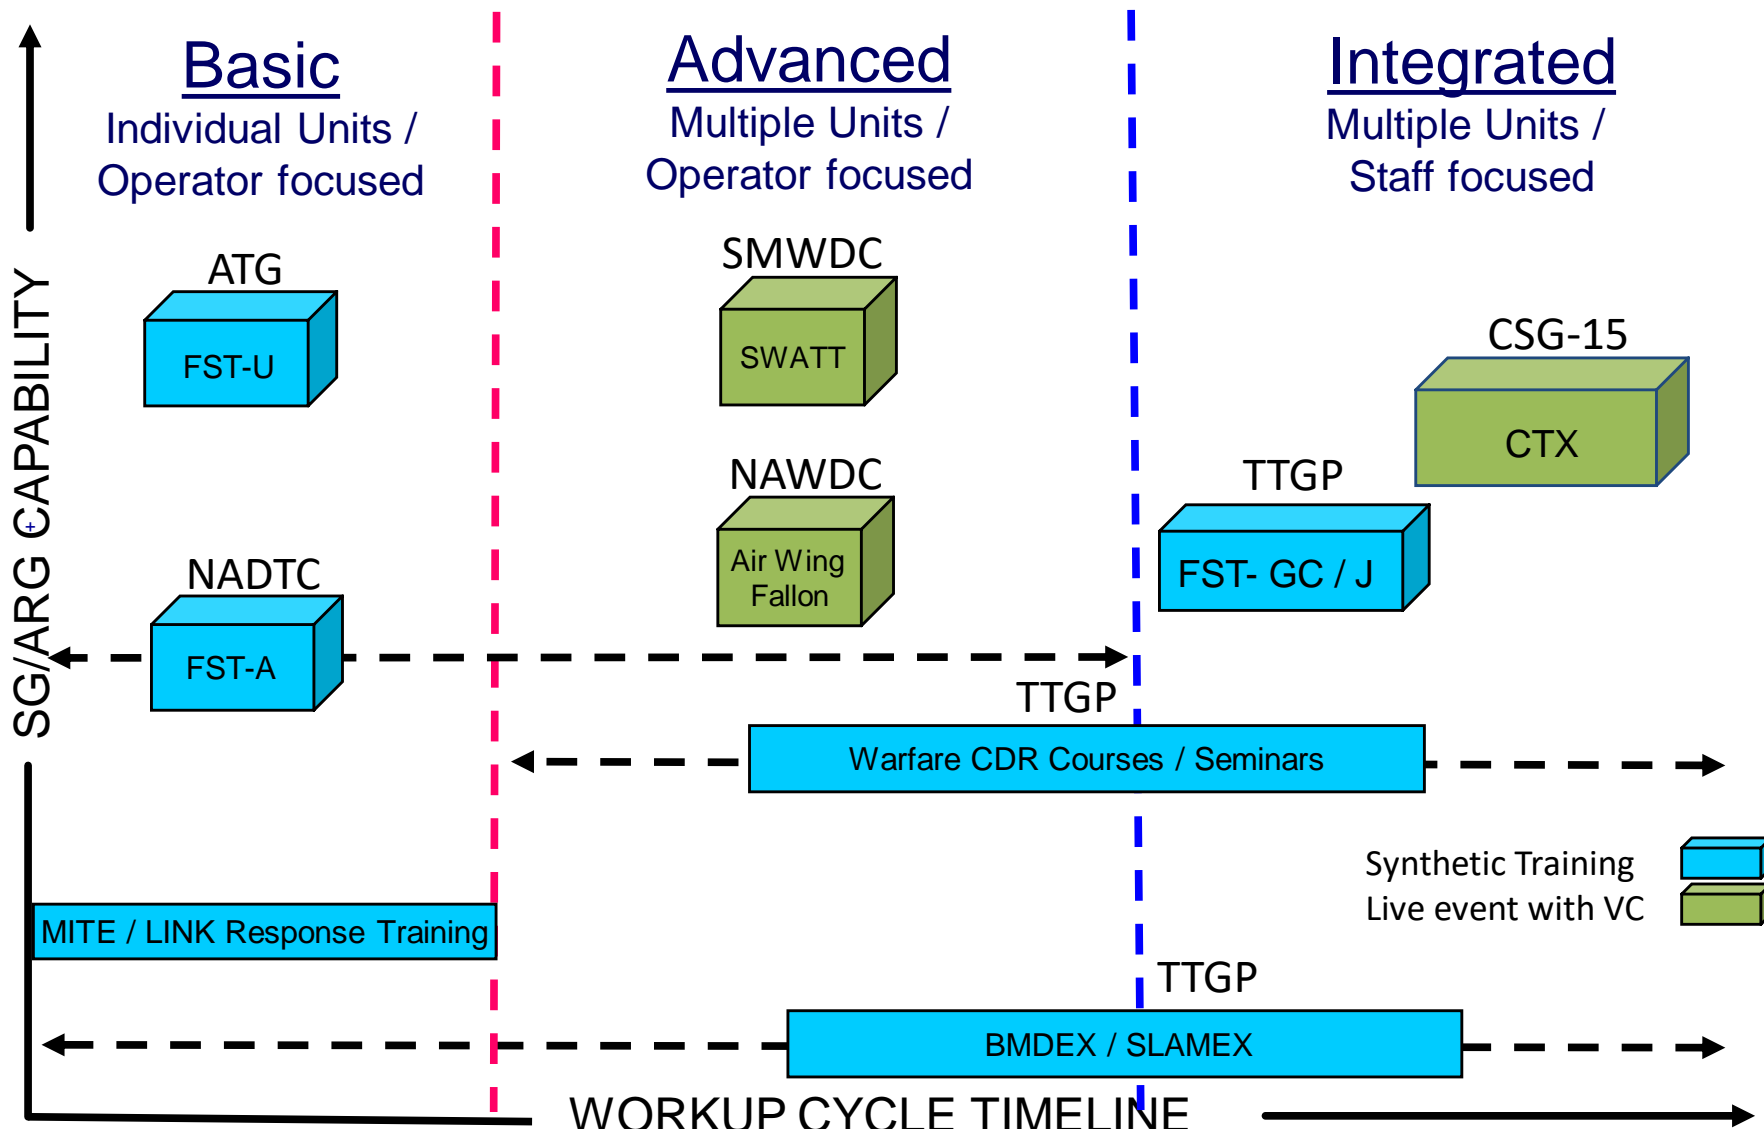 Basic
Individual Units /
Operator focused
Advanced
Multiple Units /
Operator focused
Integrated
Multiple Units /
Staff focused
SG/ARG CAPABILITY
+
ATG
FST-U
SMWDC
SWATT
CSG-15
CTX
NAWDC
Air Wing
Fallon
TTGP
FST- GC / J
NADTC
FST-A
TTGP
Warfare CDR Courses / Seminars
Synthetic Training
Live event with VC
MITE / LINK Response Training
TTGP
BMDEX / SLAMEX
WORKUP CYCLE TIMELINE